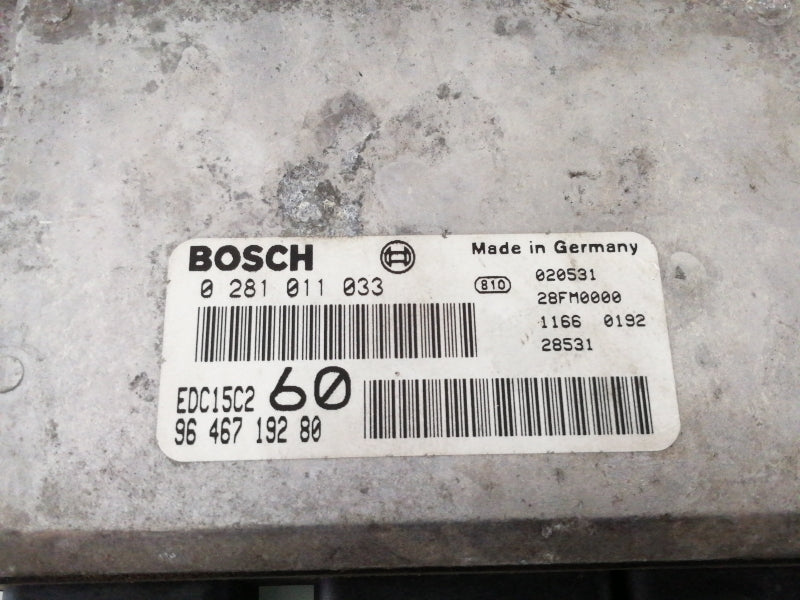 BOSCH
Made in Germany
0 281 011 033
810
020531
28FM0000
1166 0192
28531
EDC15C2 60
96 467 192 80